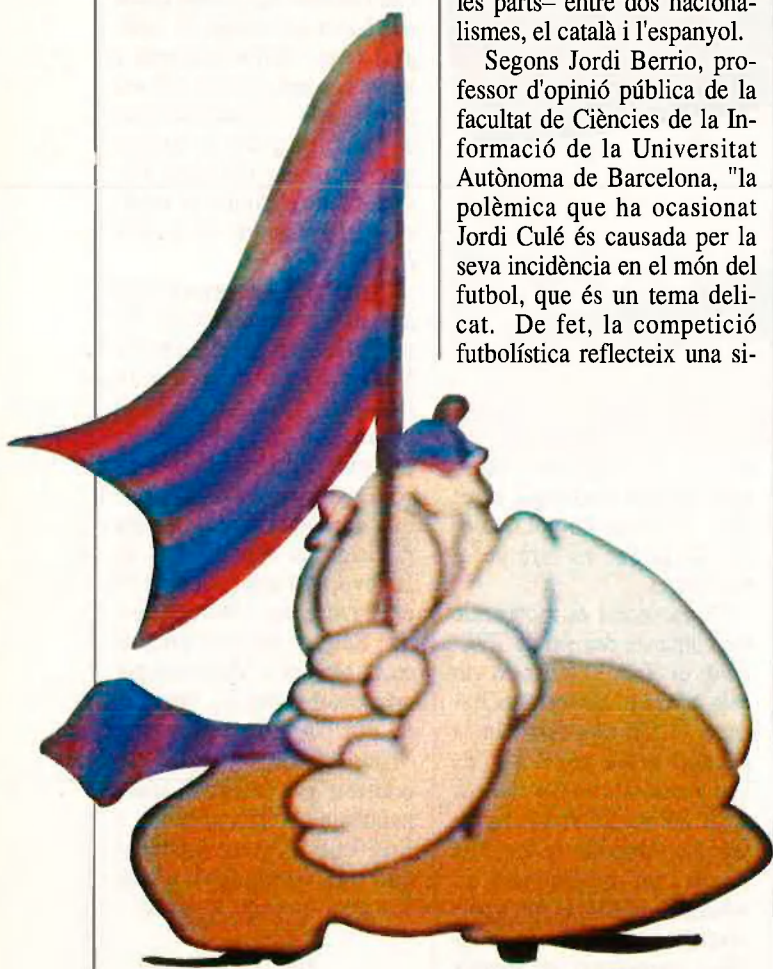 les parts– entre dos naciona-
lismes, el català i l'espanyol.
Segons Jordi Berrio, pro-
fessor d'opinió pública de la
facultat de Ciències de la In-
formació de la Universitat
Autònoma de Barcelona, "la
polèmica que ha ocasionat
Jordi Culé és causada per la
seva incidència en el món del
futbol, que és un tema deli-
cat. De fet, la competició
futbolística reflecteix una si-